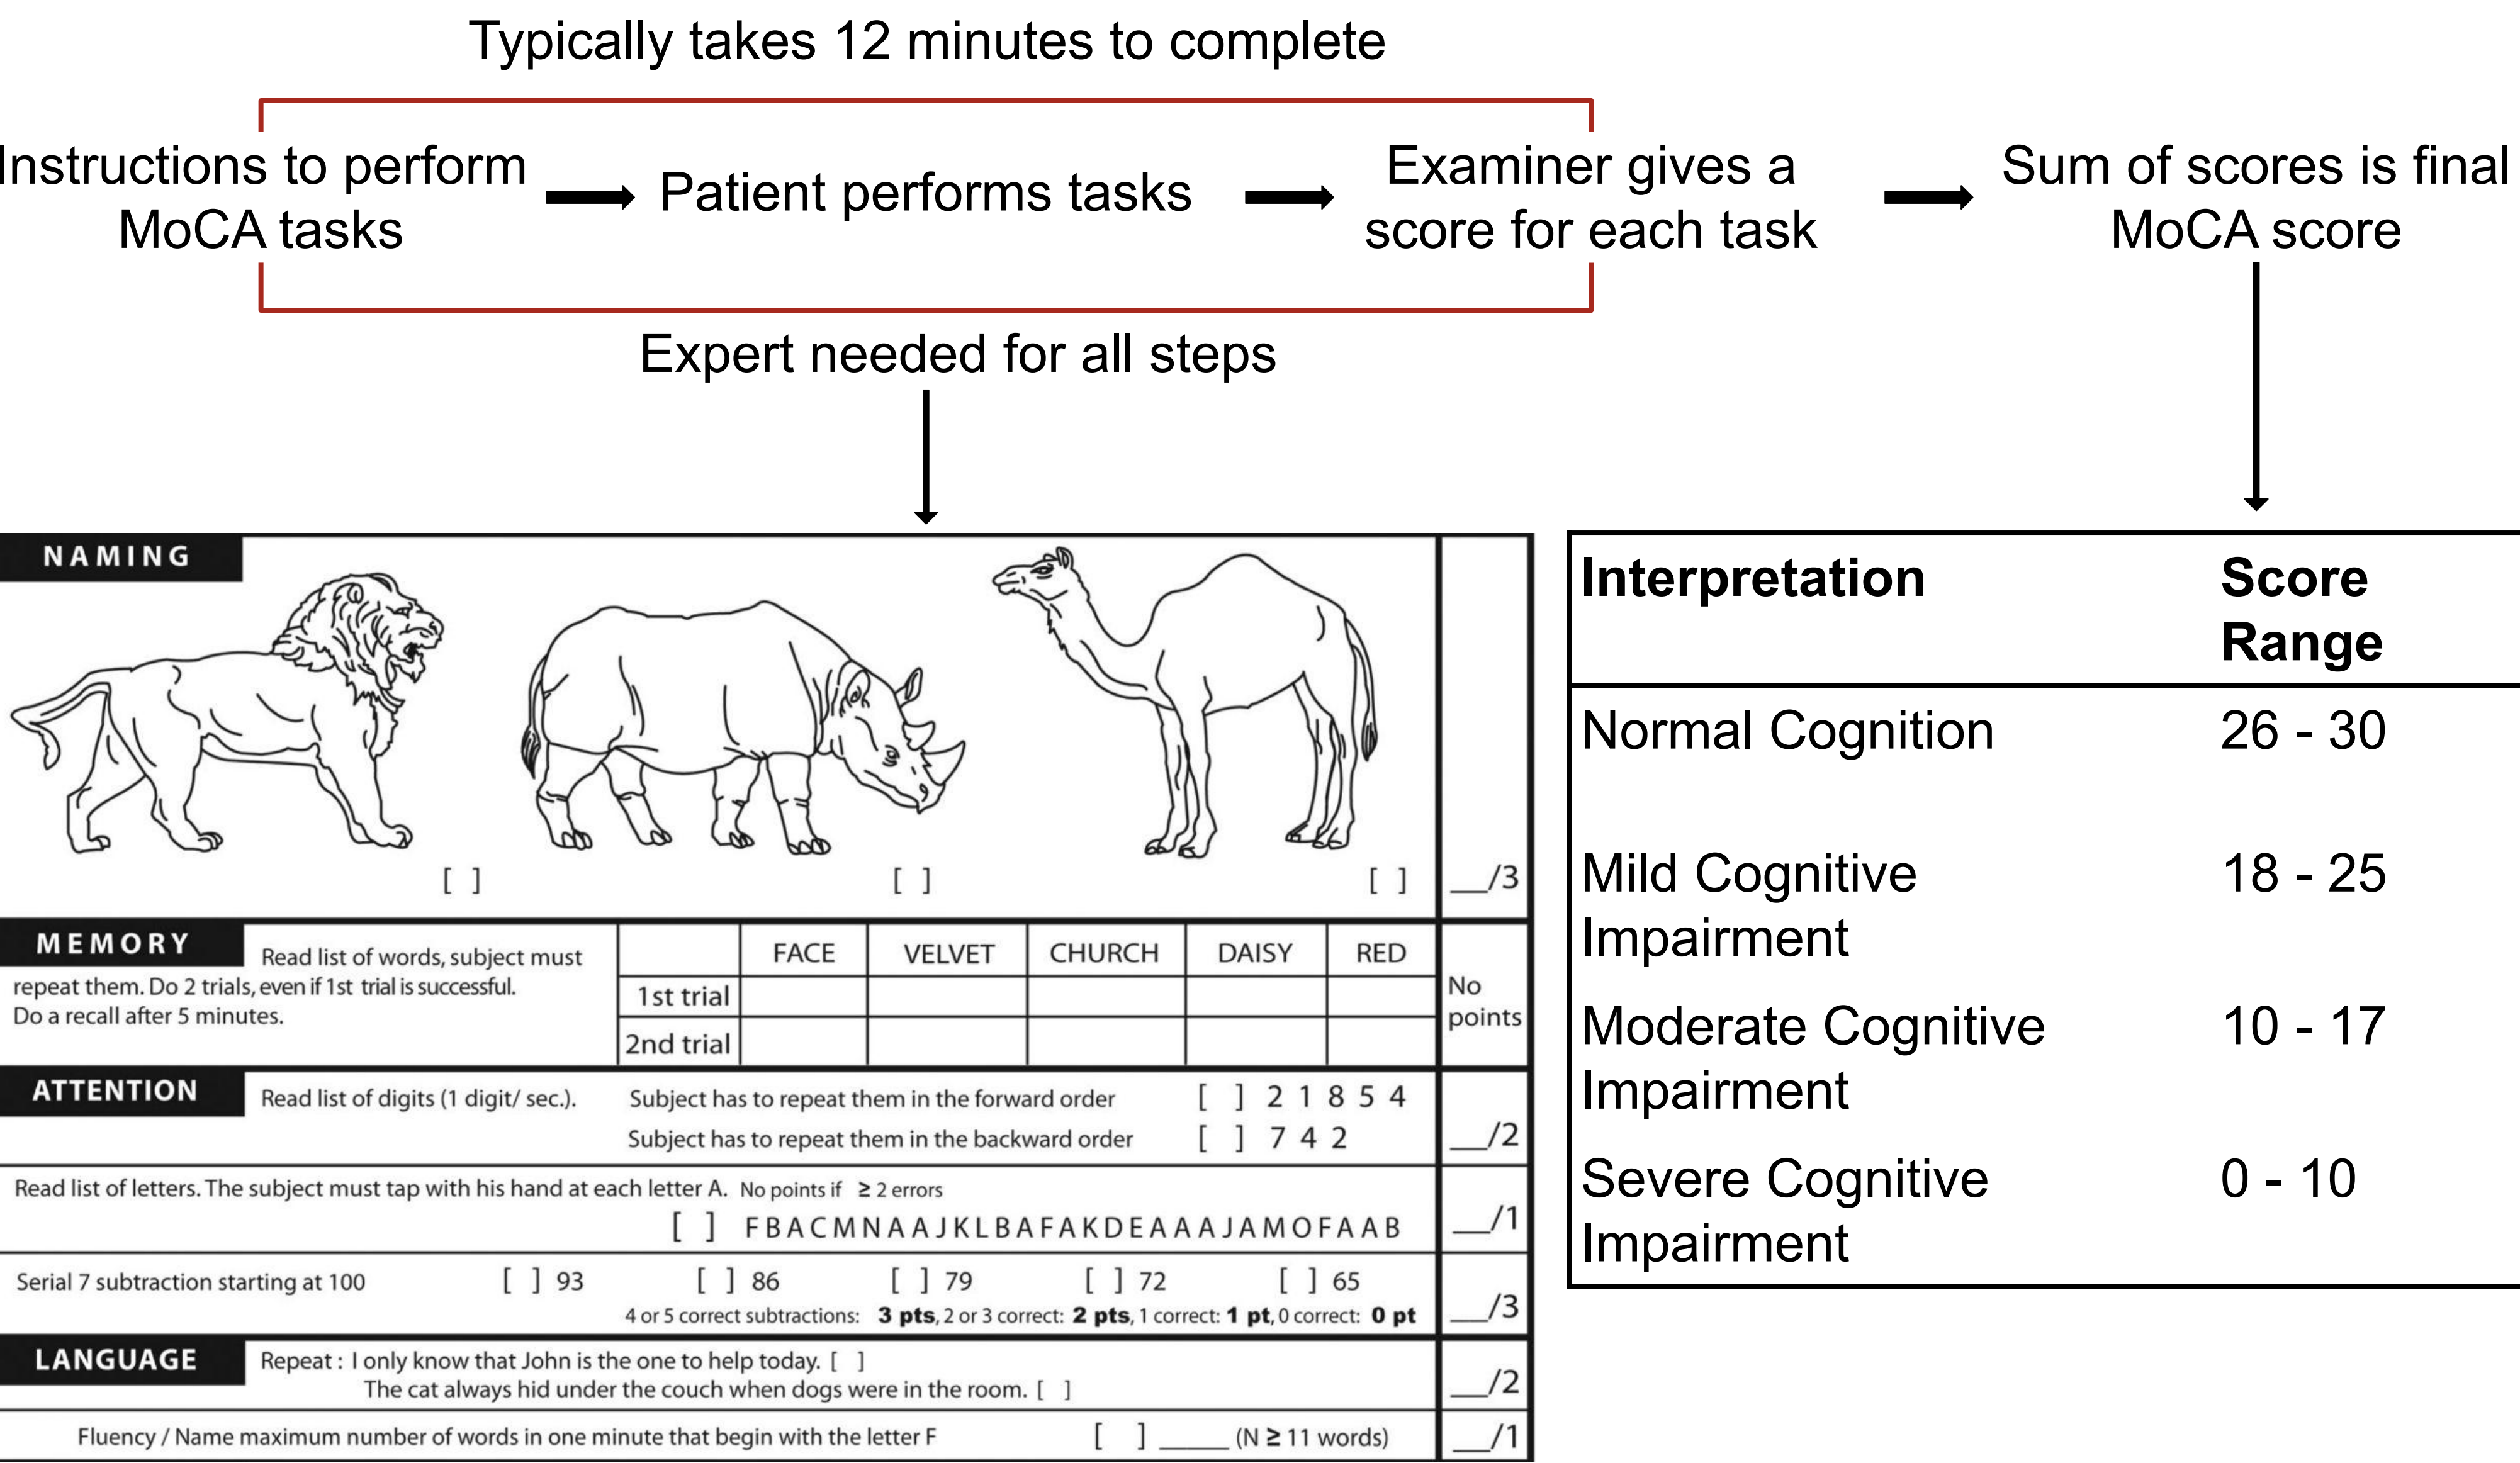 Typically takes 12 minutes to complete
Instructions to perform
MoCA tasks
Patient performs tasks
Examiner gives a
score for each task
Sum of scores is final
MoCA score
Expert needed for all steps
NAMING
[ ] [ ] [ ] __/3
MEMORY
Read list of words, subject must
repeat them. Do 2 trials, even if 1st trial is successful.
Do a recall after 5 minutes.
FACE VELVET CHURCH DAISY RED
1st trial
2nd trial
No
points
ATTENTION
Read list of digits (1 digit/ sec.).
Subject has to repeat them in the forward order [ ] 2 1 8 5 4
Subject has to repeat them in the backward order [ ] 7 4 2
__/2
Read list of letters. The subject must tap with his hand at each letter A. No points if ≥ 2 errors
[ ] F B A C M N A A J K L B A F A K D E A A A J A M O F A A B __/1
Serial 7 subtraction starting at 100 [ ] 93 [ ] 86 [ ] 79 [ ] 72 [ ] 65
4 or 5 correct subtractions: 3 pts, 2 or 3 correct: 2 pts, 1 correct: 1 pt, 0 correct: 0 pt
__/3
LANGUAGE
Repeat : I only know that John is the one to help today. [ ]
The cat always hid under the couch when dogs were in the room. [ ]
__/2
Fluency / Name maximum number of words in one minute that begin with the letter F [ ] _____ (N ≥ 11 words) __/1
Interpretation Score
Range
Normal Cognition 26 - 30
Mild Cognitive 18 - 25
Impairment
Moderate Cognitive 10 - 17
Impairment
Severe Cognitive 0 - 10
Impairment